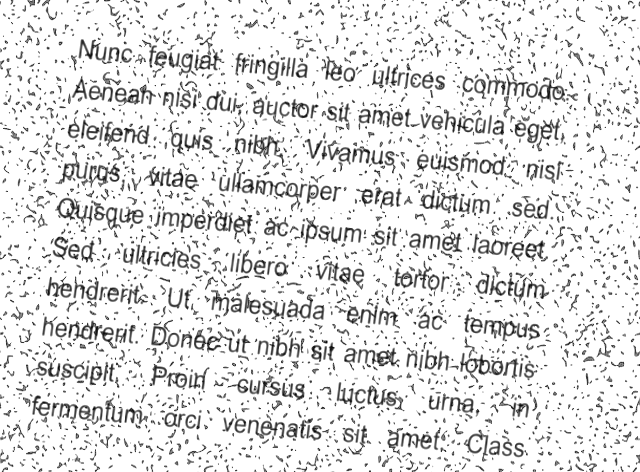 Nunc feugiat fringilla leo ultrices commodo.
Aenean nisi dui, auctor sit amet vehicula eget,
eleifend quis nibh. Vivamus euismod nisl
purus, vitae ullamcorper erat dictum sed.
Quisque imperdiet ac ipsum sit amet laoreet.
Sed ultricies libero vitae tortor dictum
hendrerit. Ut malesuada enim ac tempus
hendrerit. Donec ut nibh sit amet nibh lobortis
suscipit. Proin cursus luctus urna, in
fermentum orci venenatis sit amet. Class